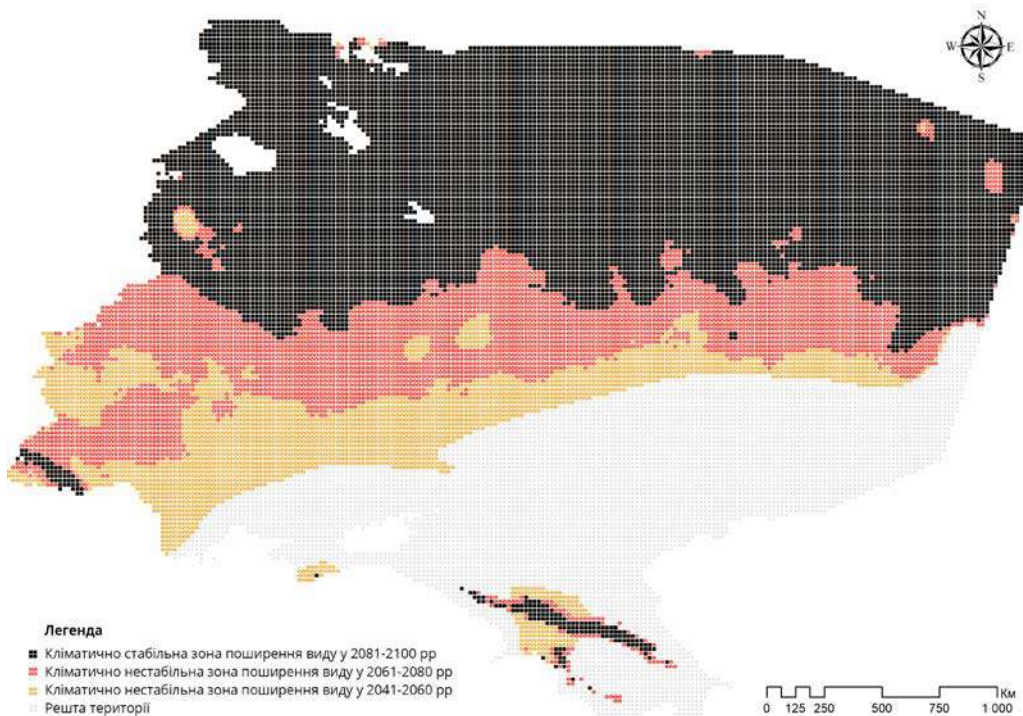 N
W E
S
Легенда
Кліматично стабільна зона поширення виду у 2081-2100 рр
Кліматично нестабільна зона поширення виду у 2061-2080 рр
Кліматично нестабільна зона поширення виду у 2041-2060 рр
Решта території
Км
0 125 250 500 750 1 000